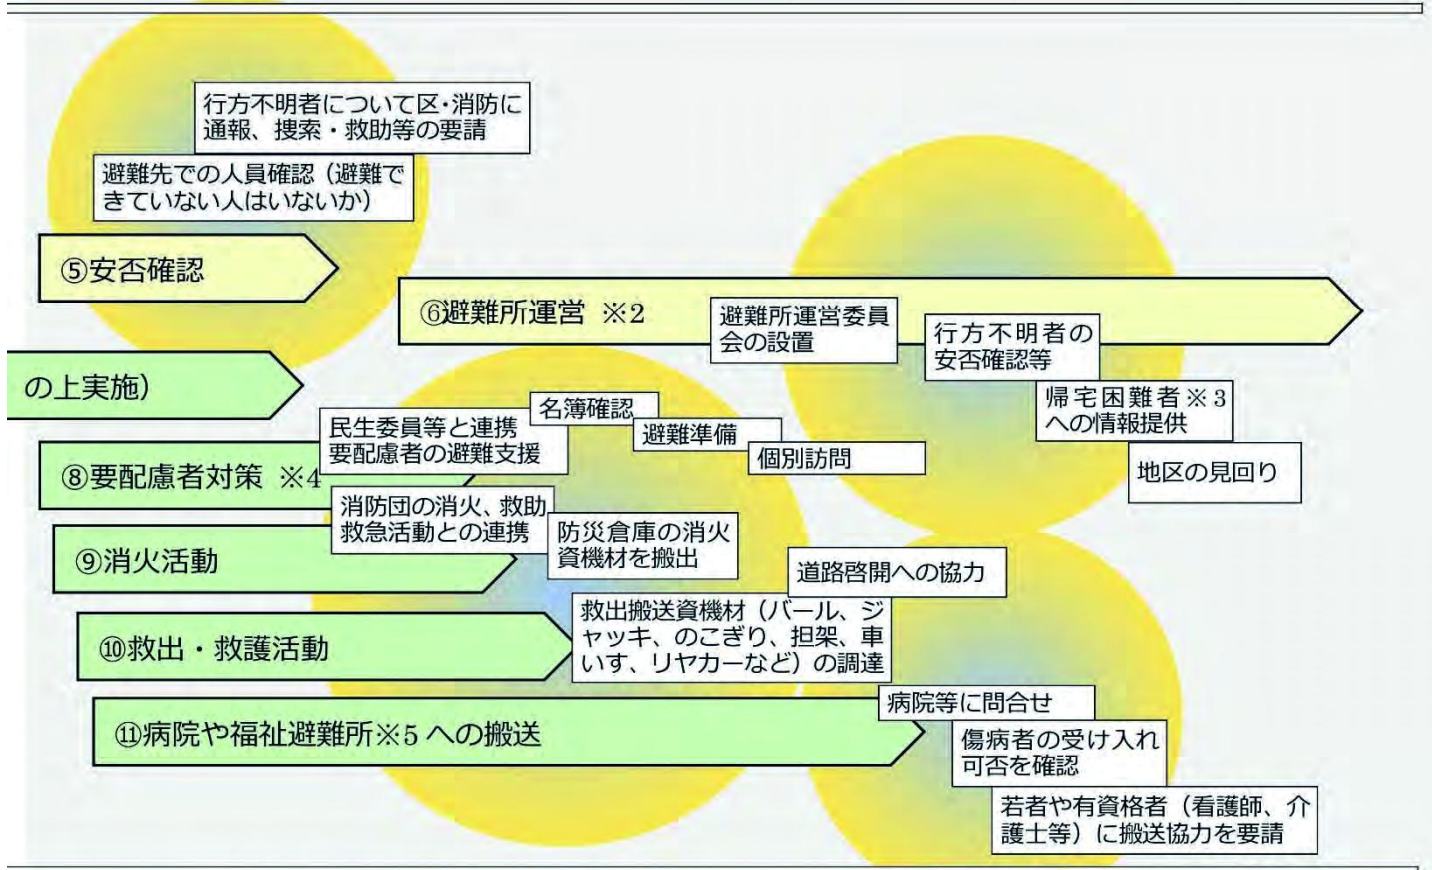 行方不明者について区・消防に
通報、捜索・救助等の要請
避難先での人員確認（避難で
きていない人はいないか）
⑤安否確認
⑥避難所運営 ※2
避難所運営委員
会の設置
行方不明者の
安否確認等
帰宅困難者※3
への情報提供
地区の見回り
の上実施）
民生委員等と連携
要配慮者の避難支援
名簿確認
避難準備
個別訪問
⑧要配慮者対策 ※4
消防団の消火、救助
救急活動との連携
防災倉庫の消火
資機材を搬出
⑨消火活動
道路啓開への協力
救出搬送資機材（バール、ジ
ャッキ、のこぎり、担架、車
いす、リヤカーなど）の調達
⑩救出・救護活動
⑪病院や福祉避難所※5 への搬送
病院等に問合せ
傷病者の受け入れ
可否を確認
若者や有資格者（看護師、介
護士等）に搬送協力を要請